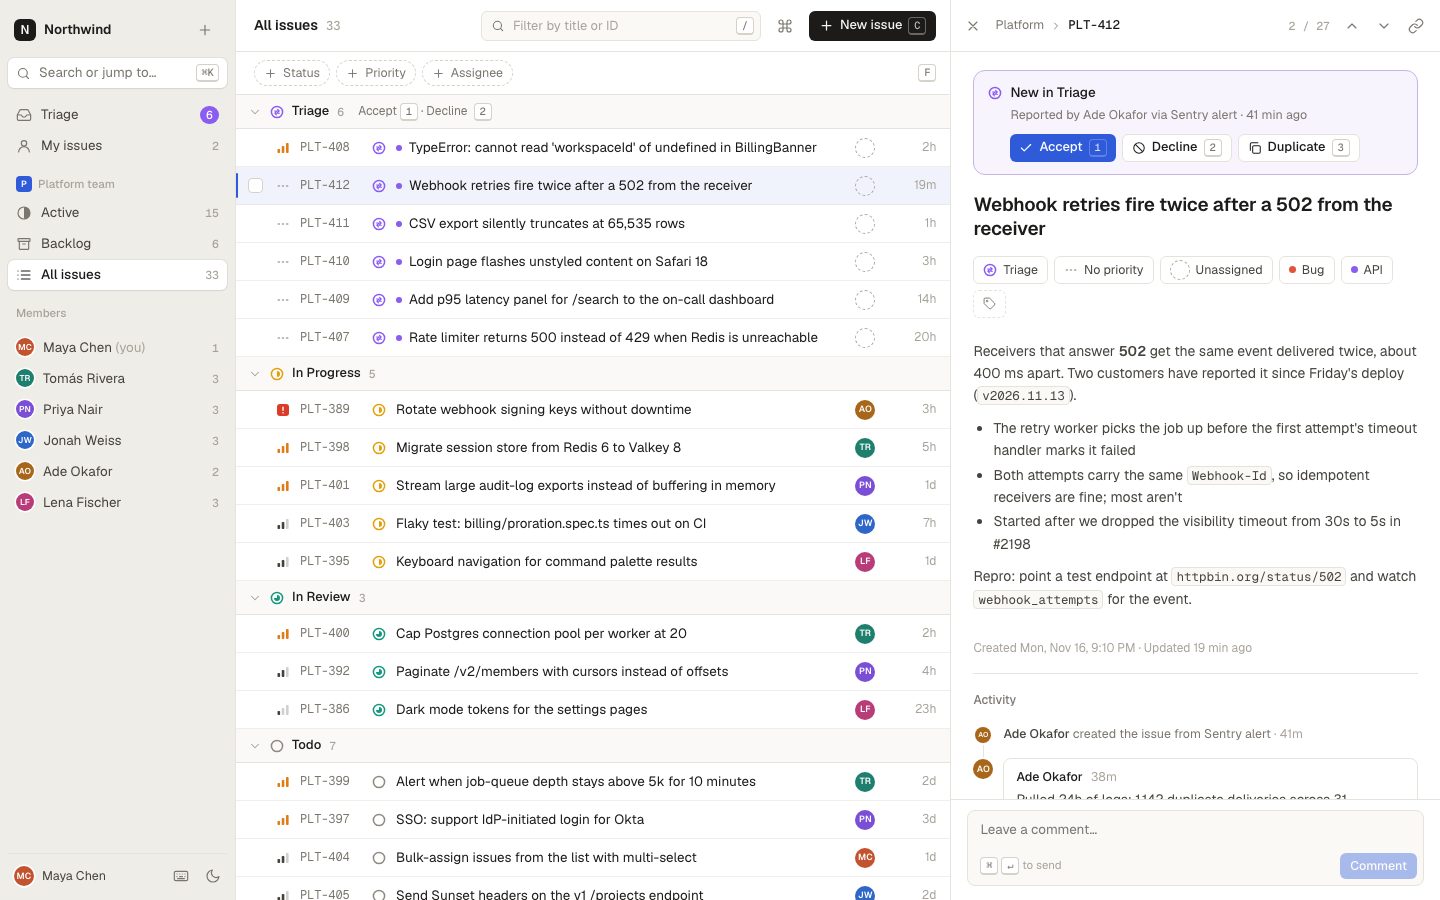 N Northwind
Search or jump to... ⌘K
Triage 6
My issues 2
P Platform team
Active 15
Backlog 6
All issues 33
Members
MC Maya Chen (you) 1
TR Tomás Rivera 3
PN Priya Nair 3
JW Jonah Weiss 3
AO Ade Okafor 2
LF Lena Fischer 3
MC Maya Chen
All issues 33
Filter by title or ID /
⌘
New issue C
Status Priority Assignee F
Triage 6 Accept 1 · Decline 2
PLT-408 TypeError: cannot read 'workspaceId' of undefined in BillingBanner 2h
PLT-412 Webhook retries fire twice after a 502 from the receiver 19m
PLT-411 CSV export silently truncates at 65,535 rows 1h
PLT-410 Login page flashes unstyled content on Safari 18 3h
PLT-409 Add p95 latency panel for /search to the on-call dashboard 14h
PLT-407 Rate limiter returns 500 instead of 429 when Redis is unreachable 20h
In Progress 5
PLT-389 Rotate webhook signing keys without downtime AO 3h
PLT-398 Migrate session store from Redis 6 to Valkey 8 TR 5h
PLT-401 Stream large audit-log exports instead of buffering in memory PN 1d
PLT-403 Flaky test: billing/proration.spec.ts times out on CI JW 7h
PLT-395 Keyboard navigation for command palette results LF 1d
In Review 3
PLT-400 Cap Postgres connection pool per worker at 20 TR 2h
PLT-392 Paginate /v2/members with cursors instead of offsets PN 4h
PLT-386 Dark mode tokens for the settings pages LF 23h
Todo 7
PLT-399 Alert when job-queue depth stays above 5k for 10 minutes TR 2d
PLT-397 SSO: support IdP-initiated login for Okta PN 3d
PLT-404 Bulk-assign issues from the list with multi-select MC 1d
PLT-405 Send Sunset headers on the v1 /projects endpoint JW 2d
Platform › PLT-412 2 / 27
New in Triage
Reported by Ade Okafor via Sentry alert · 41 min ago
Accept 1 Decline 2 Duplicate 3
Webhook retries fire twice after a 502 from the
receiver
Triage No priority Unassigned Bug API
Receivers that answer 502 get the same event delivered twice, about
400 ms apart. Two customers have reported it since Friday's deploy
(v2026.11.13).
• The retry worker picks the job up before the first attempt's timeout
handler marks it failed
• Both attempts carry the same Webhook-Id, so idempotent
receivers are fine; most aren't
• Started after we dropped the visibility timeout from 30s to 5s in
#2198
Repro: point a test endpoint at httpbin.org/status/502 and watch
webhook_attempts for the event.
Created Mon, Nov 16, 9:10 PM · Updated 19 min ago
Activity
AO Ade Okafor created the issue from Sentry alert · 41m
AO Ade Okafor 38m
Pulled 24h of logs: 1,142 duplicate deliveries across 31
Leave a comment...
⌘ ↵ to send Comment